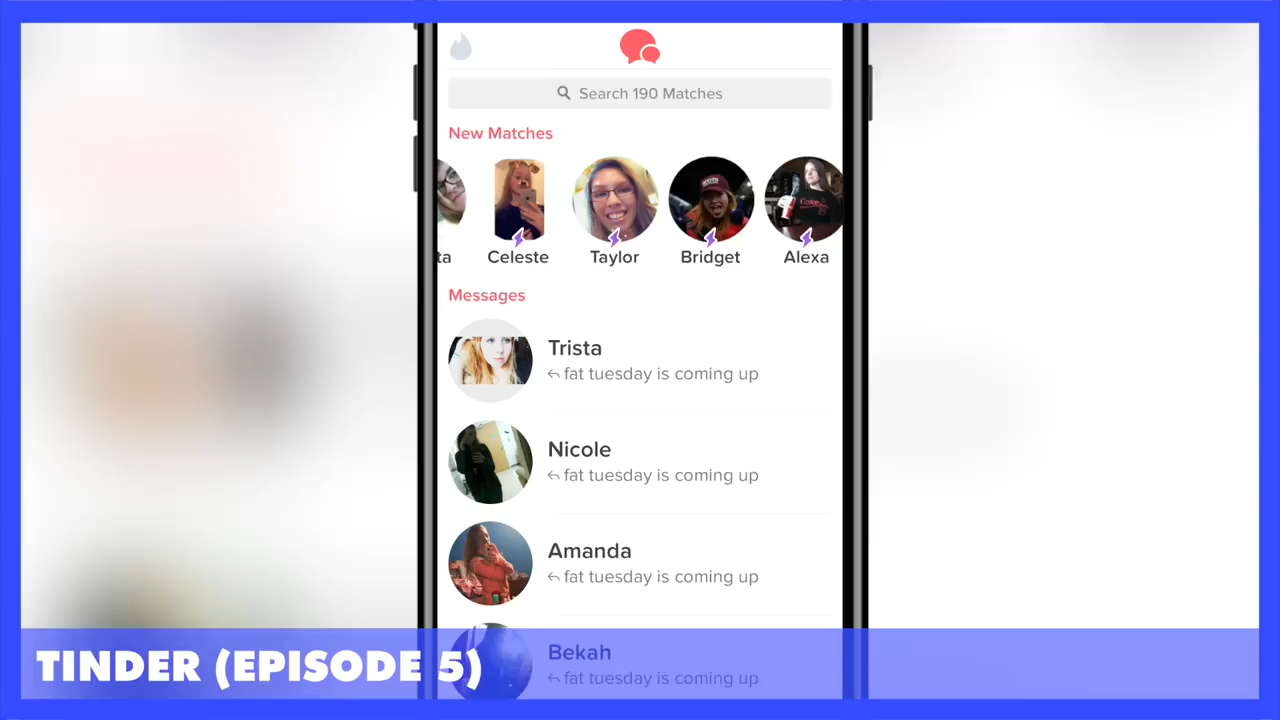 Search 190 Matches
New Matches
ta Celeste Taylor Bridget Alexa
Messages
Trista
fat tuesday is coming up
Nicole
fat tuesday is coming up
Amanda
fat tuesday is coming up
Bekah
fat tuesday is coming up
TINDER (EPISODE 5)